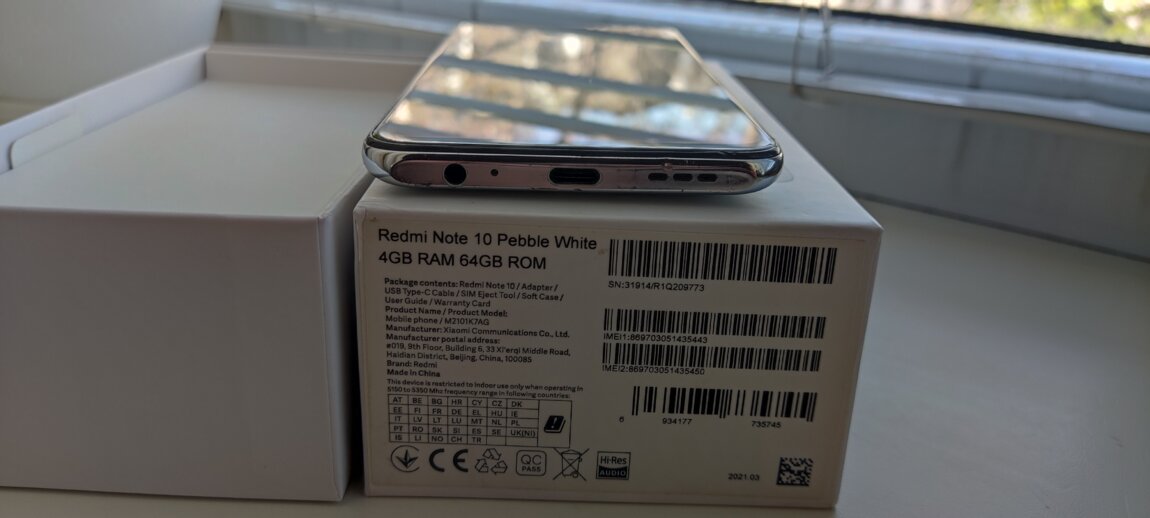 Redmi Note 10 Pebble White
4GB RAM 64GB ROM
Package contents: Redmi Note 10 / Adapter /
USB Type-C Cable / SIM Eject Tool / Soft Case /
User Guide / Warranty Card
Product Name / Product Model:
Mobile phone / M2101K7AG
Manufacturer: Xiaomi Communications Co., Ltd.
Manufacturer postal address:
#019, 9th Floor, Building 6, 33 Xi'erqi Middle Road,
Haidian District, Beijing, China, 100085
Brand: Redmi
Made in China
This device is restricted to indoor use only when operating in
5150 to 5350 Mhz frequency range in following countries:
AT BE BG HR CY CZ DK
EE FI FR DE EL HU IE
IT LV LT LU MT NL PL
PT RO SK SI ES SE UK(NI)
IS LI NO CH TR
CE
QC
PASS
Hi-Res
AUDIO
SN:31914/R1Q209773
IMEI1:869703051435443
IMEI2:869703051435450
6 934177 735745
2021.03